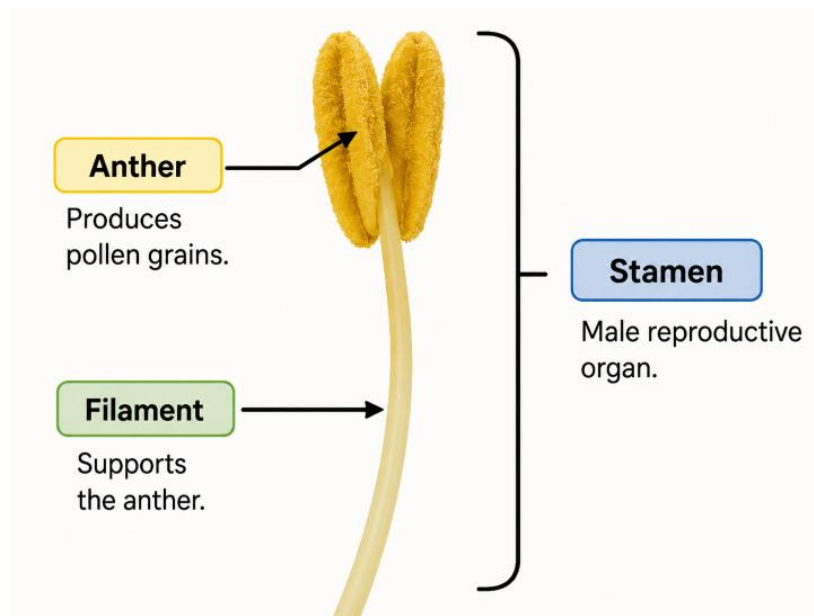 Anther
Produces
pollen grains.
Stamen
Male reproductive
organ.
Filament
Supports
the anther.